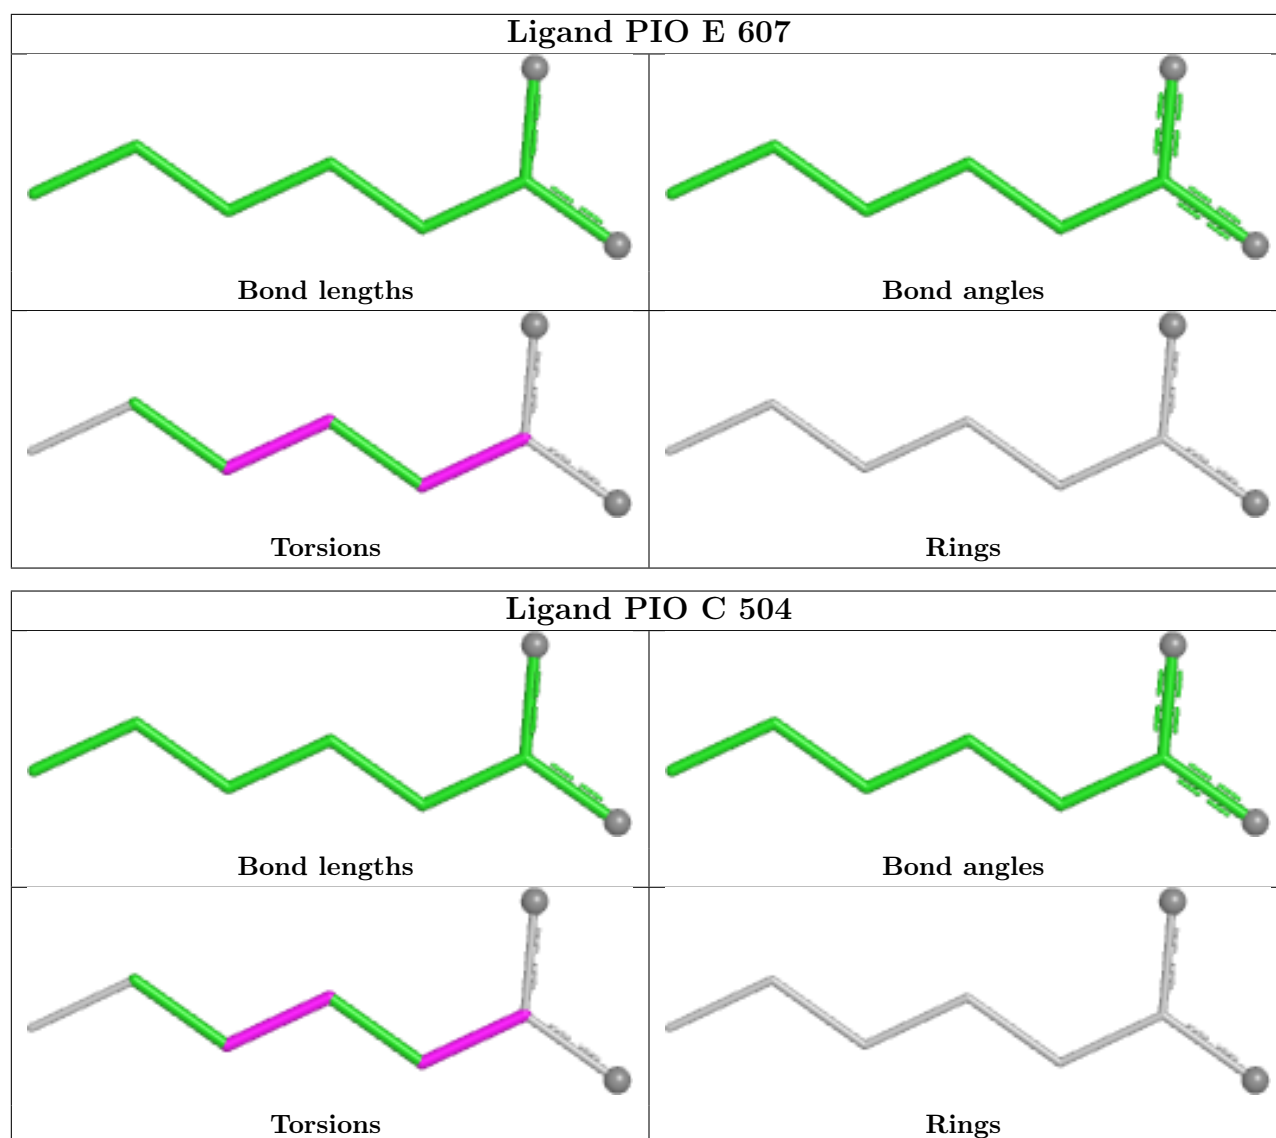 Ligand PIO E 607
Bond lengths
Bond angles
Torsions
Rings
Ligand PIO C 504
Bond lengths
Bond angles
Torsions
Rings